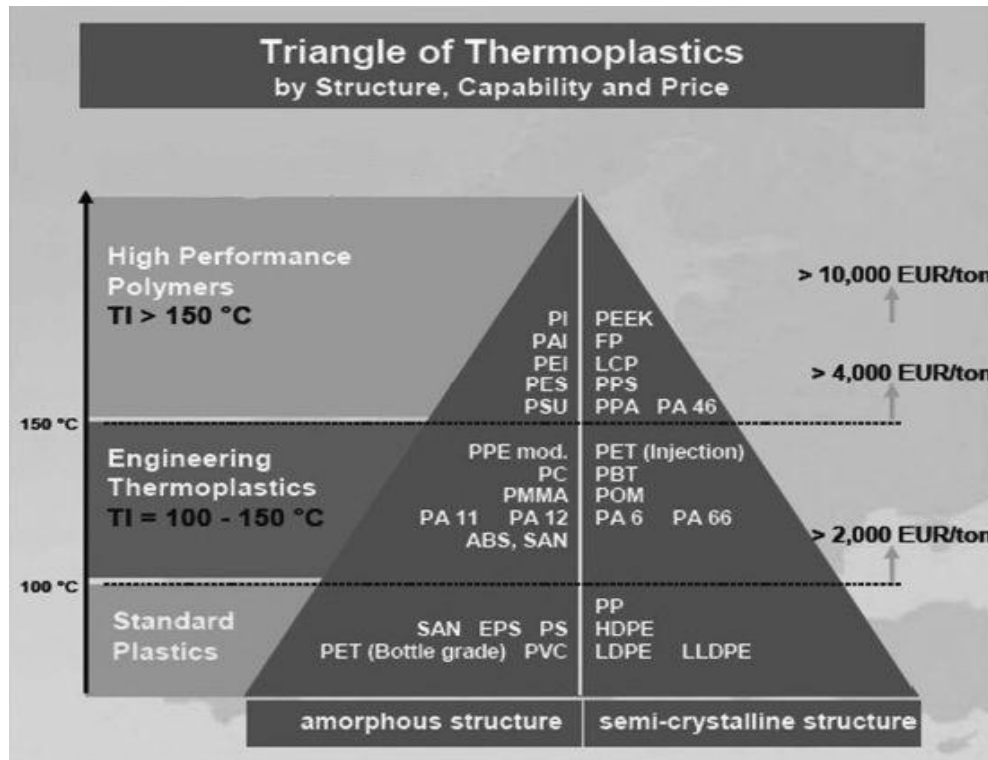 Triangle of Thermoplastics
by Structure, Capability and Price
High Performance
Polymers
TI > 150 °C
> 10,000 EUR/ton
PI PEEK
PAI FP
PEI LCP
> 4,000 EUR/ton
PES PPS
PSU PPA PA 46
150 °C
Engineering
Thermoplastics
TI = 100 - 150 °C
PPE mod. PET (Injection)
PC PBT
PMMA POM
PA 11 PA 12 PA 6 PA 66
ABS, SAN
> 2,000 EUR/ton
100 °C
Standard
Plastics
PP
SAN EPS PS HDPE
PET (Bottle grade) PVC LDPE LLDPE
amorphous structure semi-crystalline structure